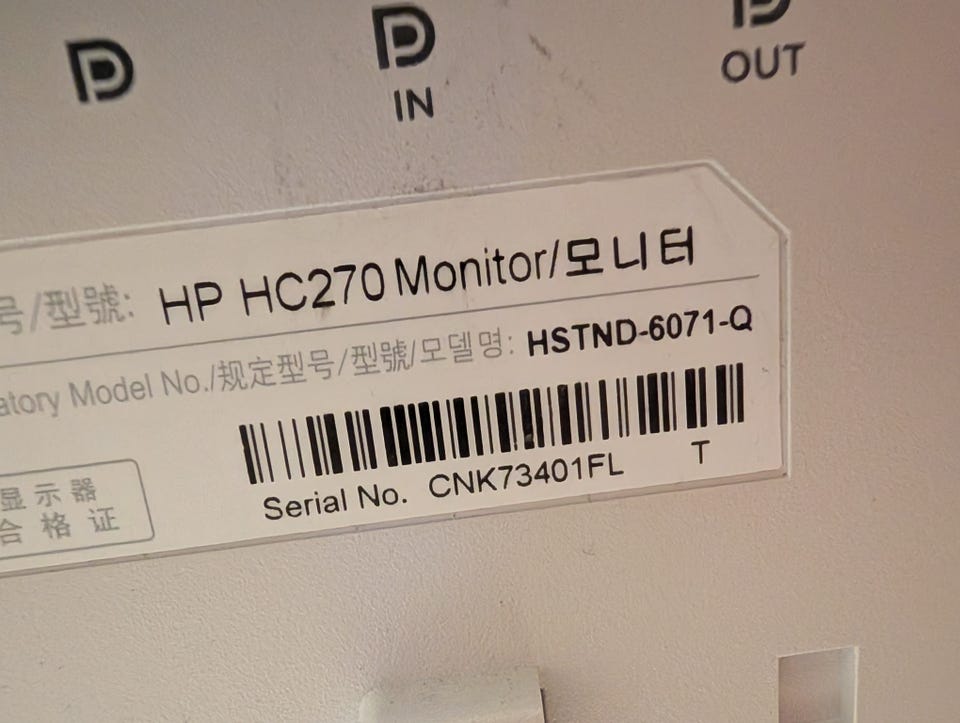 IN
OUT
号/型號: HP HC270 Monitor/모니터
Model No./规定型号/型號/모델명: HSTND-6071-Q
Serial No. CNK73401FL T
显示器
合格证